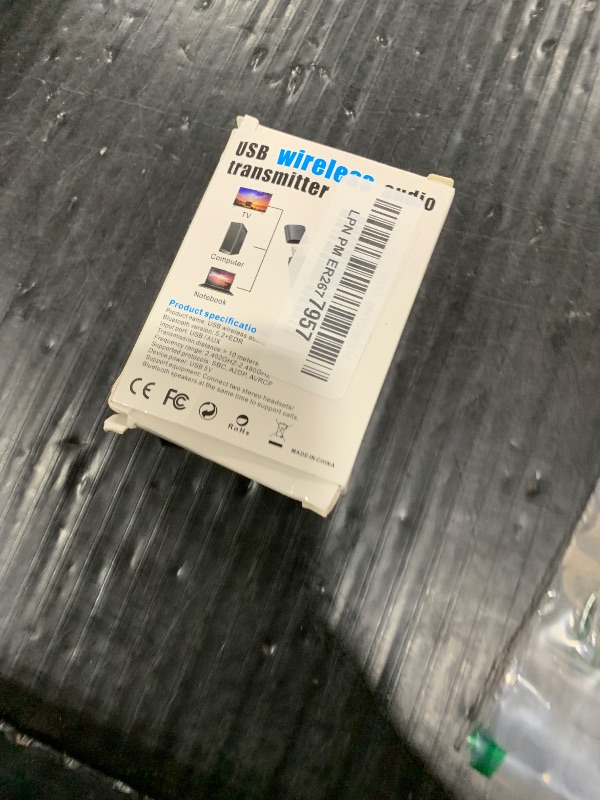 USB wireless audio
transmitter
TV
Computer
Notebook
LPN PM ER2677957
Product specificatio
Product name: USB wireless au
Bluetooth version: 5.2+EDR
Input port: USB / AUX
Transmission distance > 10 meters
Frequency range: 2.402GHZ-2.480GHz
Supported protocols: SBC, A2DP, AVRCP
Device power: USB 5V
Support equipment: Connect two stereo headsets/
Bluetooth speakers at the same time to support calls.
CE FC RoHs
MADE IN CHINA